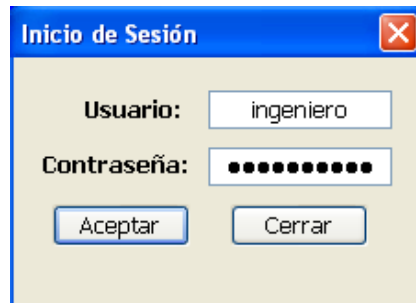 Inicio de Sesión
Usuario: ingeniero
Contraseña: ●●●●●●●●●●
Aceptar Cerrar